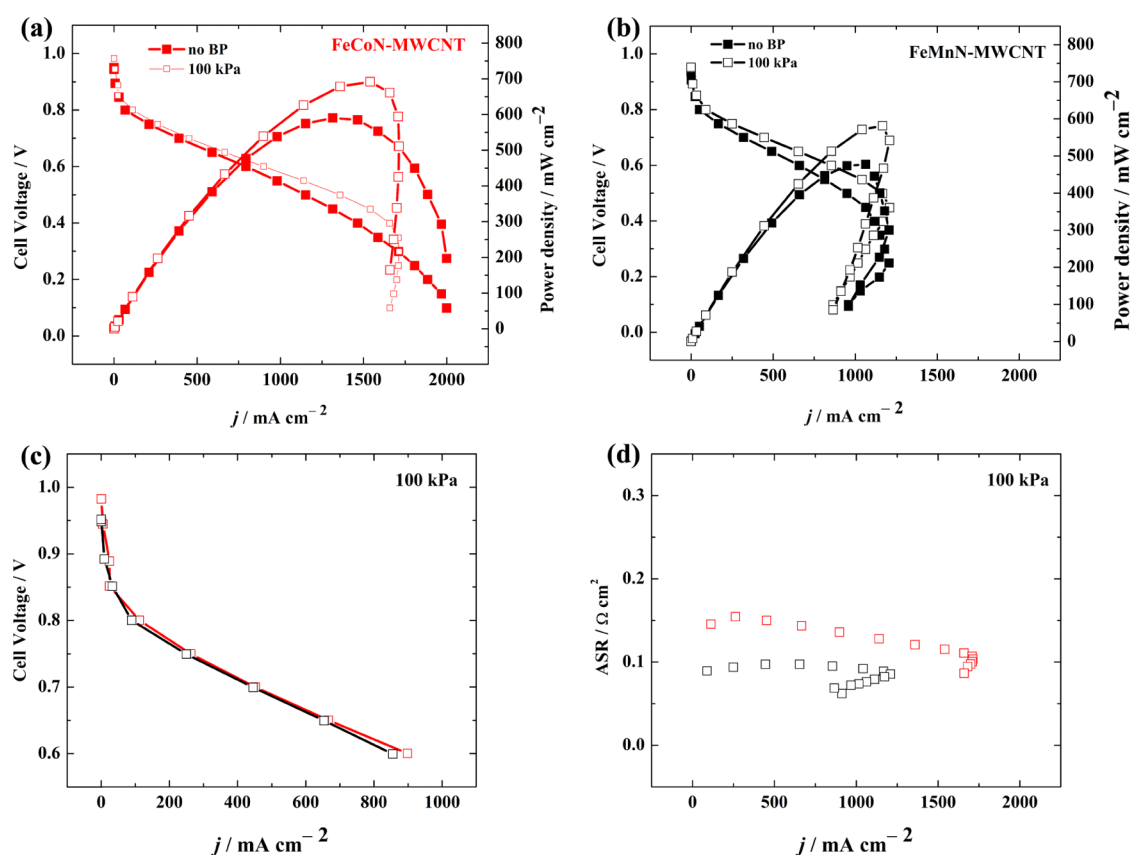 (a)
FeCoN-MWCNT
no BP
100 kPa
Cell Voltage / V
1.0
0.8
0.6
0.4
0.2
0.0
Power density / mW cm⁻²
800
700
600
500
400
300
200
100
0
0
500
1000
1500
2000
j / mA cm⁻²
(b)
FeMnN-MWCNT
no BP
100 kPa
Cell Voltage / V
1.0
0.8
0.6
0.4
0.2
0.0
Power density / mW cm⁻²
800
700
600
500
400
300
200
100
0
0
500
1000
1500
2000
j / mA cm⁻²
(c)
100 kPa
Cell Voltage / V
1.0
0.9
0.8
0.7
0.6
0
200
400
600
800
1000
j / mA cm⁻²
(d)
100 kPa
ASR / Ω cm²
0.3
0.2
0.1
0.0
0
500
1000
1500
2000
j / mA cm⁻²